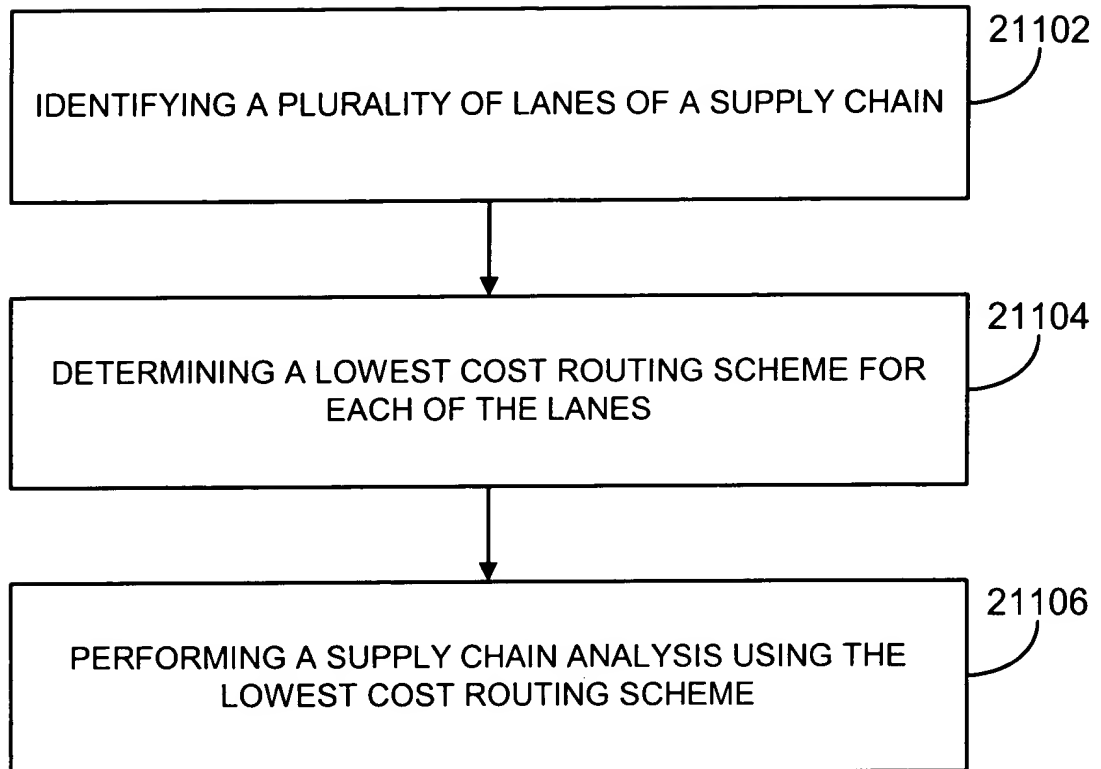 21102
IDENTIFYING A PLURALITY OF LANES OF A SUPPLY CHAIN
21104
DETERMINING A LOWEST COST ROUTING SCHEME FOR
EACH OF THE LANES
21106
PERFORMING A SUPPLY CHAIN ANALYSIS USING THE
LOWEST COST ROUTING SCHEME